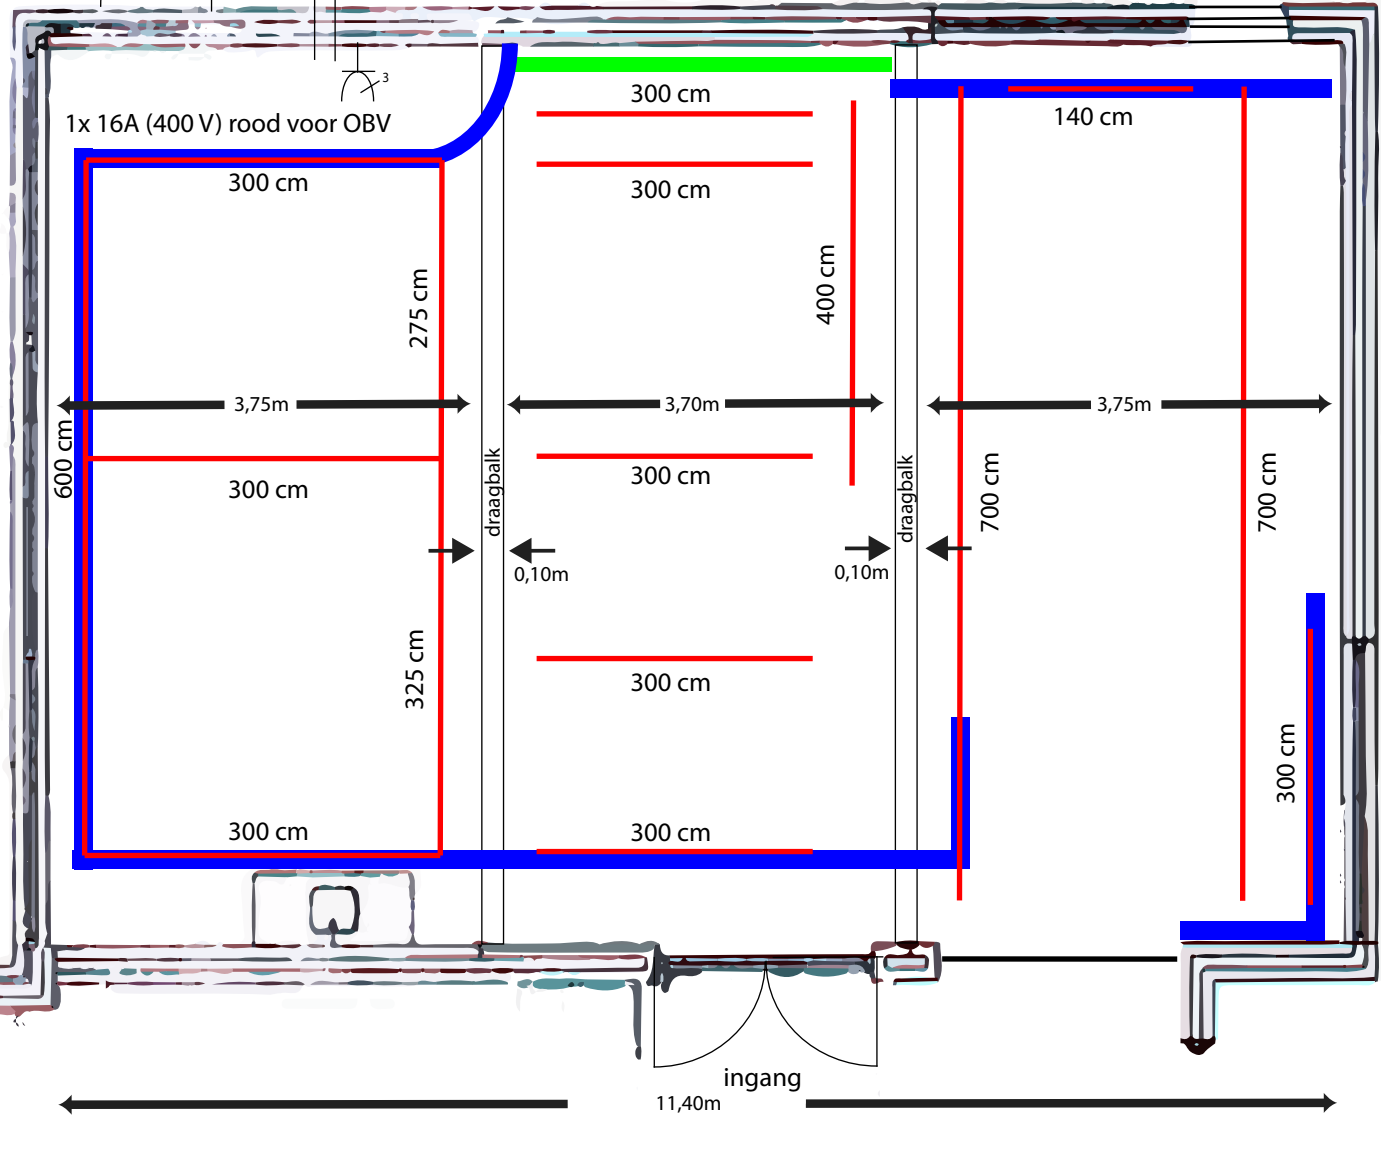 3
1x 16A (400 V) rood voor OBV
300 cm
140 cm
300 cm
300 cm
275 cm
400 cm
3,75m
3,70m
3,75m
600 cm
300 cm
300 cm
draagbalk
draagbalk
700 cm
700 cm
0,10m
0,10m
325 cm
300 cm
300 cm
300 cm
300 cm
ingang
11,40m